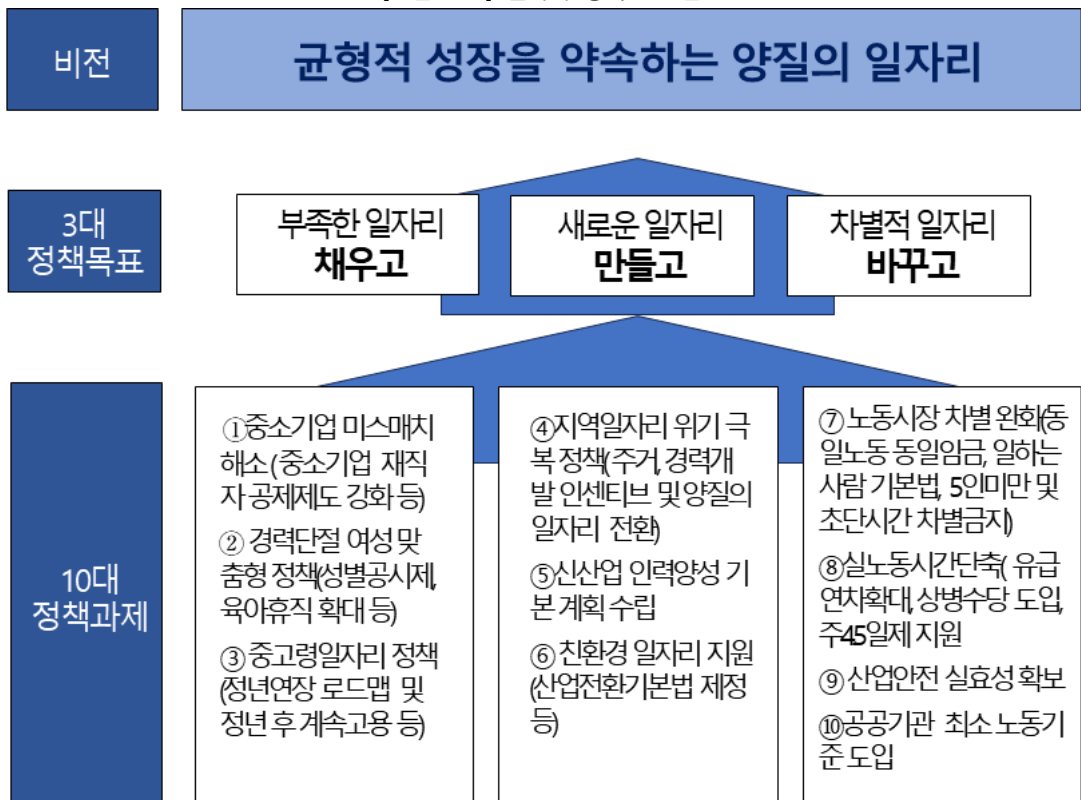 비전
균형적 성장을 약속하는 양질의 일자리
3대
정책목표
부족한 일자리
채우고
새로운 일자리
만들고
차별적 일자리
바꾸고
10대
정책과제
①중소기업 미스매치
해소(중소기업 재직
자 공제제도 강화 등)
② 경력단절 여성 맞
춤형 정책(성별공시제,
육아휴직 확대 등)
③ 중고령일자리 정책
(정년연장 로드맵 및
정년 후 계속고용 등)
④지역일자리 위기 극
복 정책(주거, 경력개
발 인센티브 및 양질의
일자리 전환)
⑤신산업 인력양성 기
본 계획 수립
⑥ 친환경 일자리 지원
(산업전환기본법 제정
등)
⑦ 노동시장 차별 완화(동
일노동 동일임금, 일하는
사람 기본법, 5인미만 및
초단시간 차별금지)
⑧실노동시간단축( 유급
연차확대, 상병수당 도입,
주4.5일제 지원
⑨ 산업안전 실효성 확보
⑩공공기관 최소 노동기
준 도입